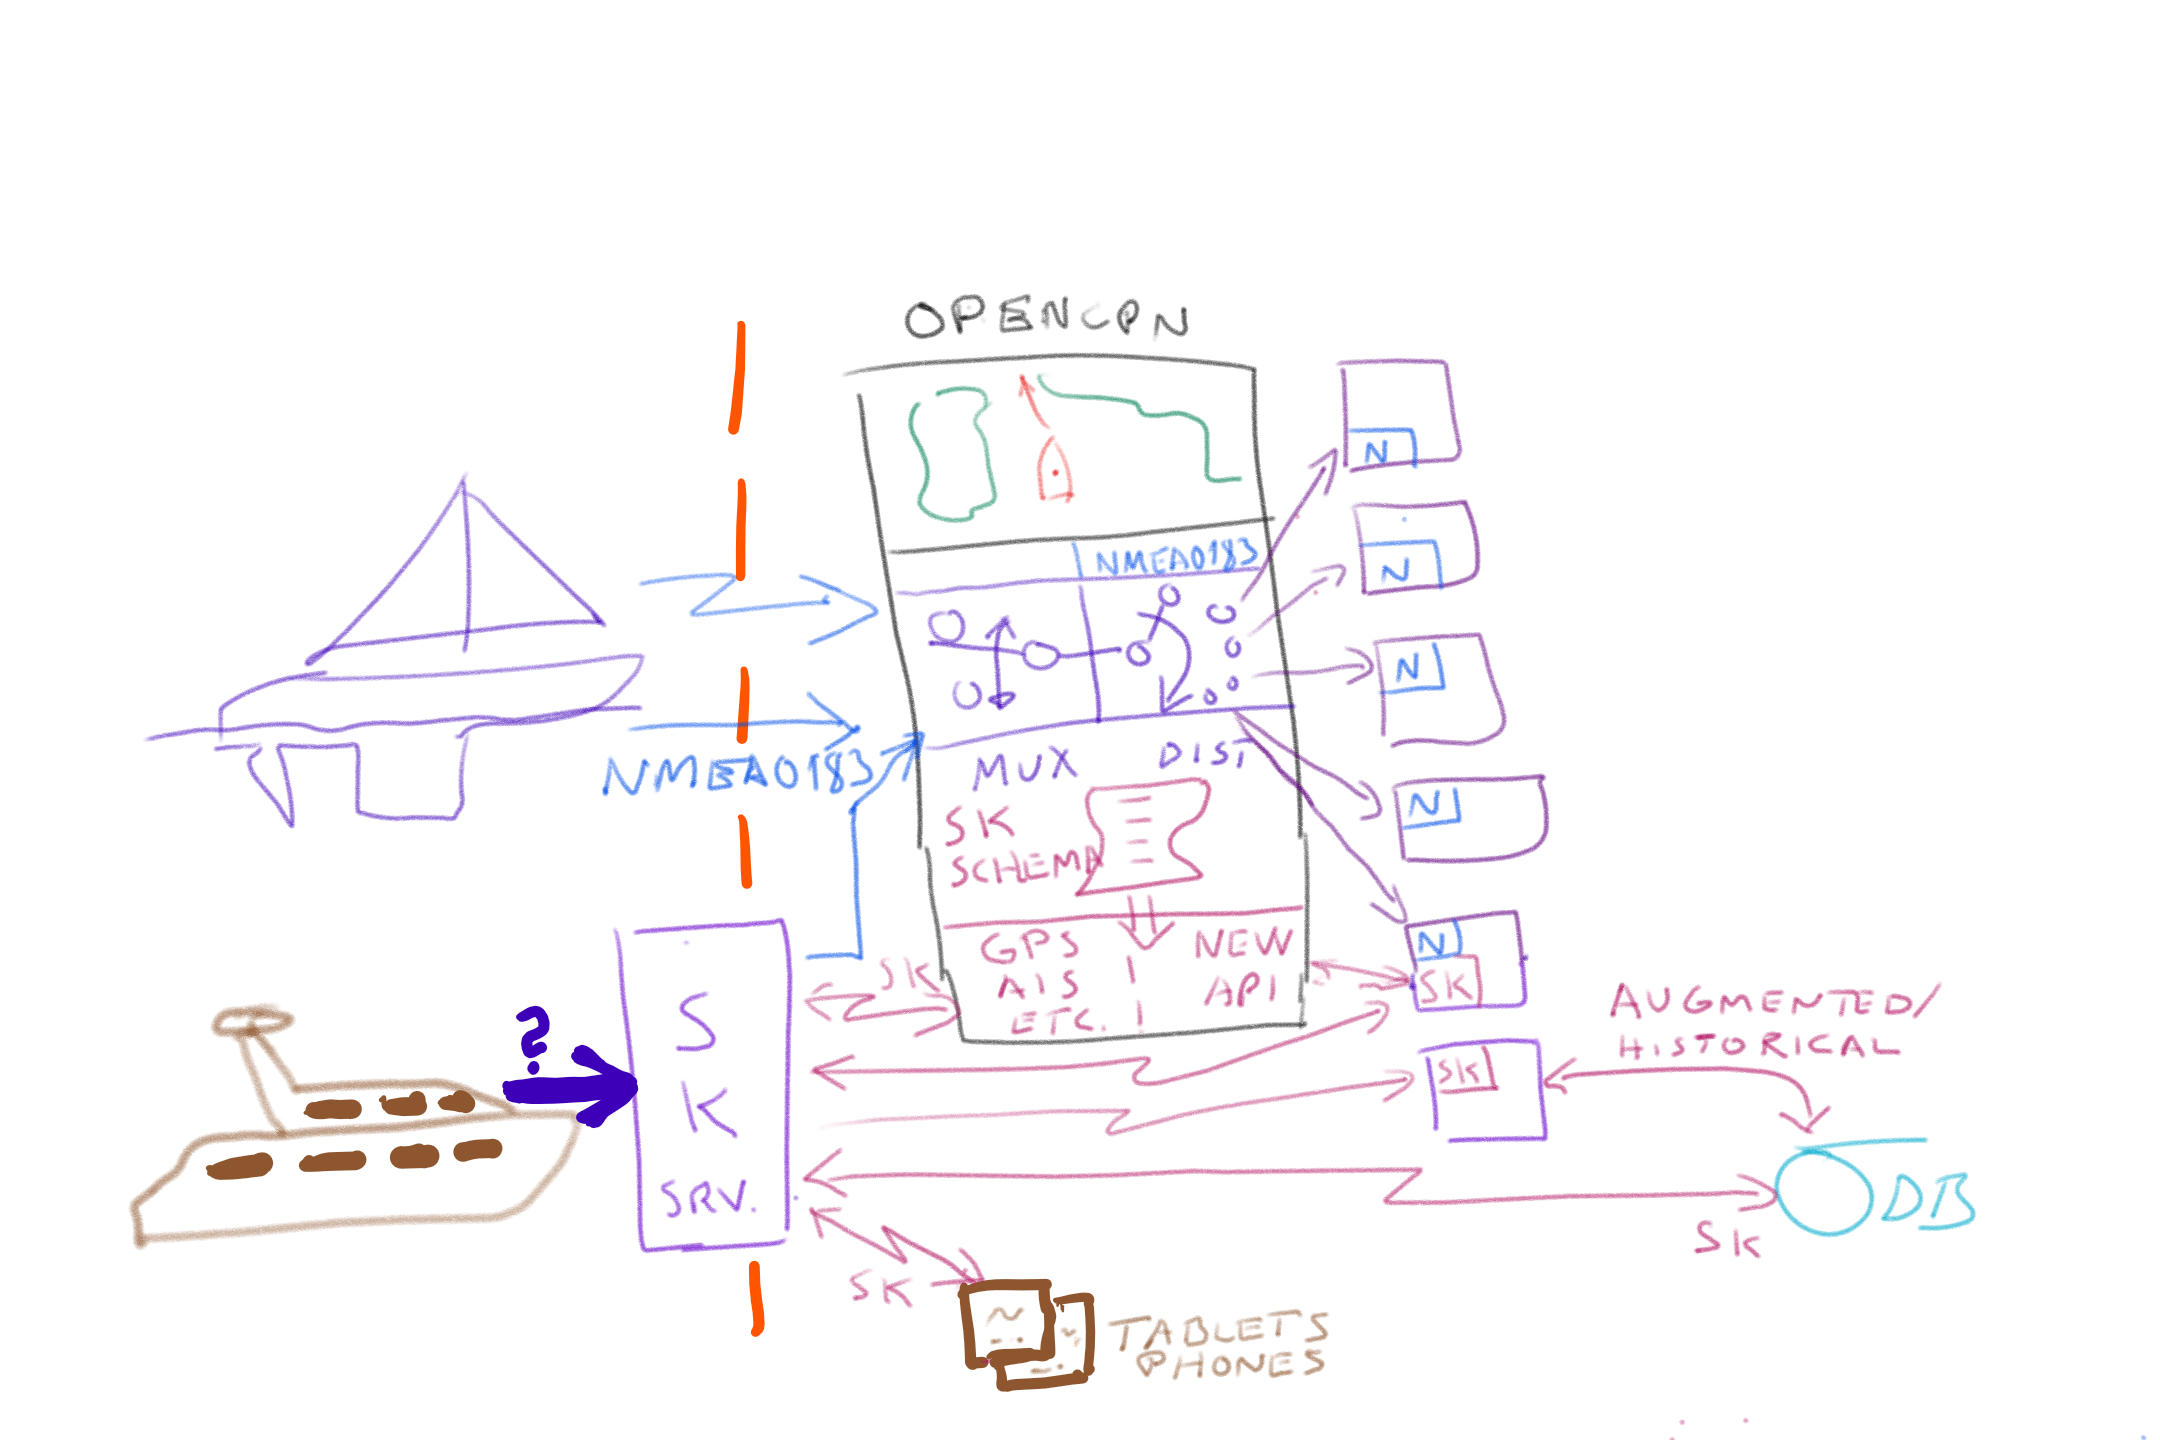 OPENCPN
NMEA0183
NMEA0183
MUX
DIST
SK
SCHEMA
GPS
AIS
ETC.
NEW
API
N
N
N
N
N
SK
SK
SK
?
S
K
SRV.
AUGMENTED/
HISTORICAL
DB
SK
SK
TABLETS
PHONES